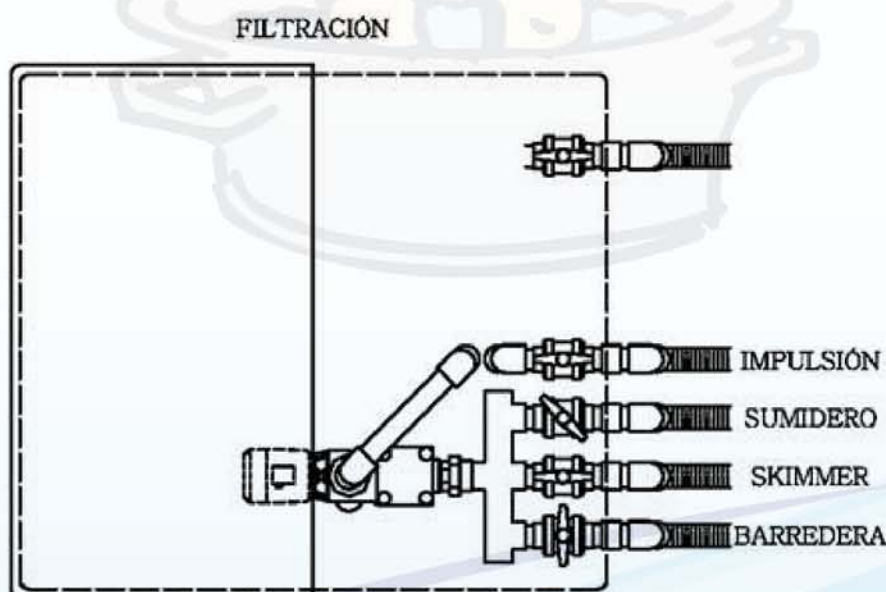 FILTRACIÓN
IMPULSIÓN
SUMIDERO
SKIMMER
BARREDERA